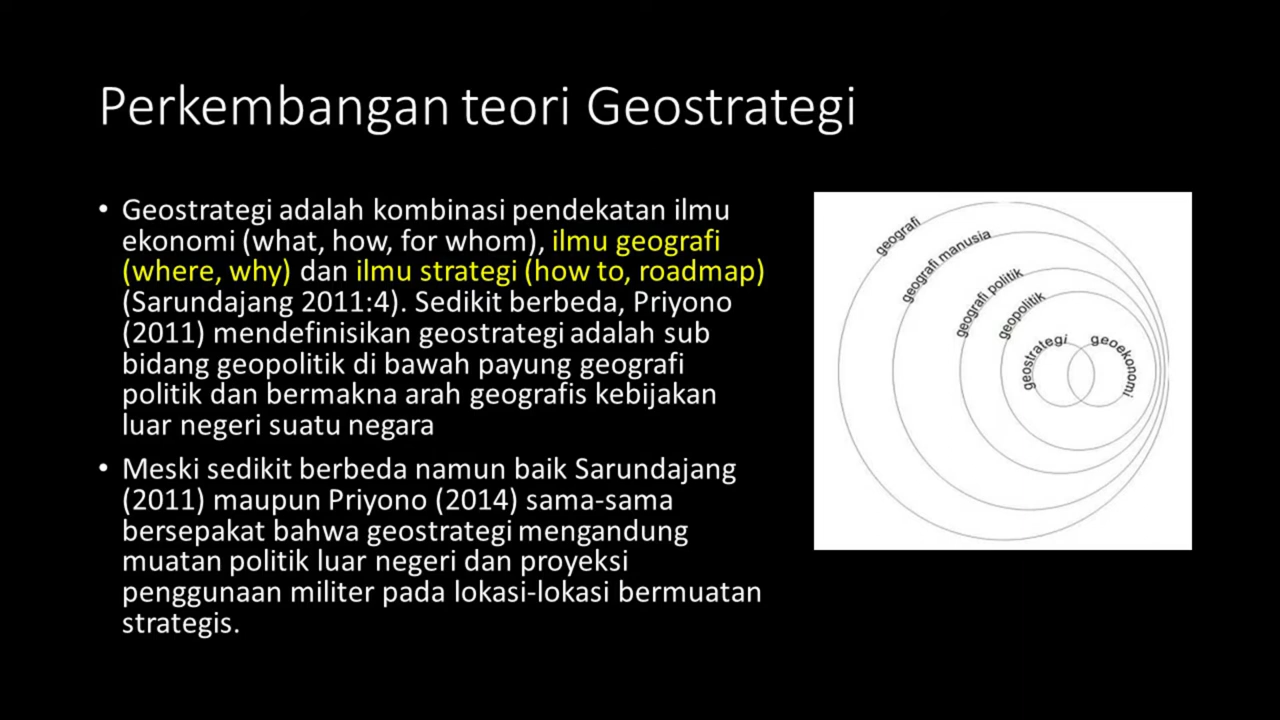 Perkembangan teori Geostrategi
• Geostrategi adalah kombinasi pendekatan ilmu
ekonomi (what, how, for whom), ilmu geografi
(where, why) dan ilmu strategi (how to, roadmap)
(Sarundajang 2011:4). Sedikit berbeda, Priyono
(2011) mendefinisikan geostrategi adalah sub
bidang geopolitik di bawah payung geografi
politik dan bermakna arah geografis kebijakan
luar negeri suatu negara
• Meski sedikit berbeda namun baik Sarundajang
(2011) maupun Priyono (2014) sama-sama
bersepakat bahwa geostrategi mengandung
muatan politik luar negeri dan proyeksi
penggunaan militer pada lokasi-lokasi bermuatan
strategis.
geografi
geografi manusia
geografi politik
geopolitik
geostrategi
geoekonomi